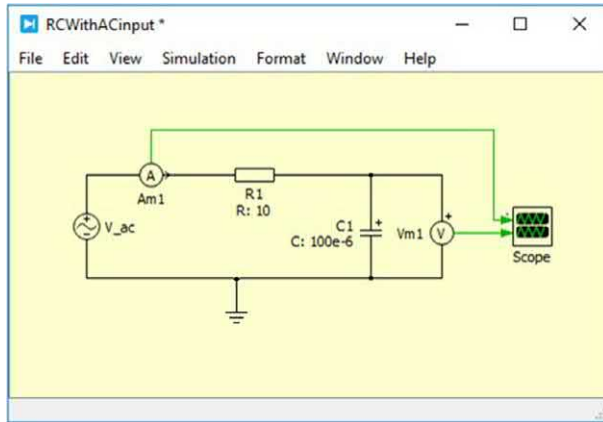 RCWithACinput *
File Edit View Simulation Format Window Help
A
Am1
R1
R: 10
V_ac
C1
C: 100e-6
Vm1
V
Scope